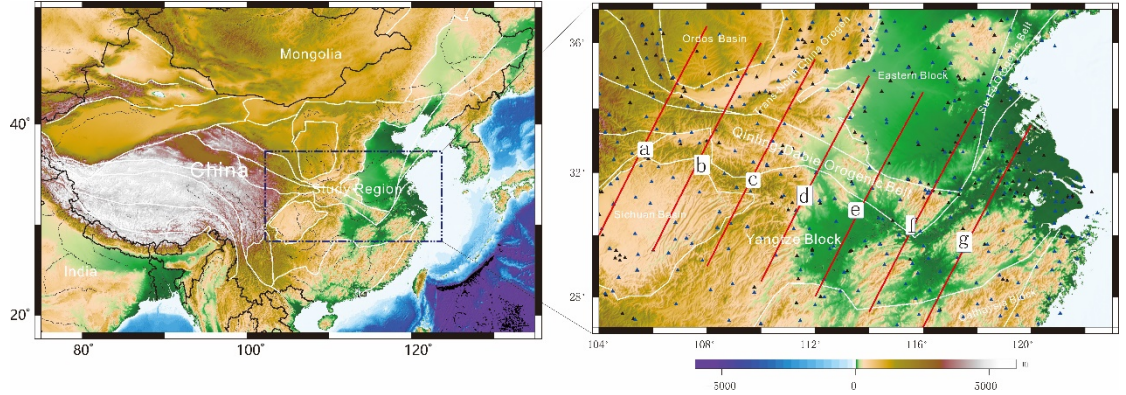 Mongolia
40°
China
Study Region
India
20°
80°
100°
120°
36°
Ordos Basin
Eastern Block
a
b
Qinling-Dabie Orogenic Belt
32°
c
d
e
Sichuan Basin
Yangtze Block
f
g
28°
104°
108°
112°
116°
120°
m
5000
0
5000